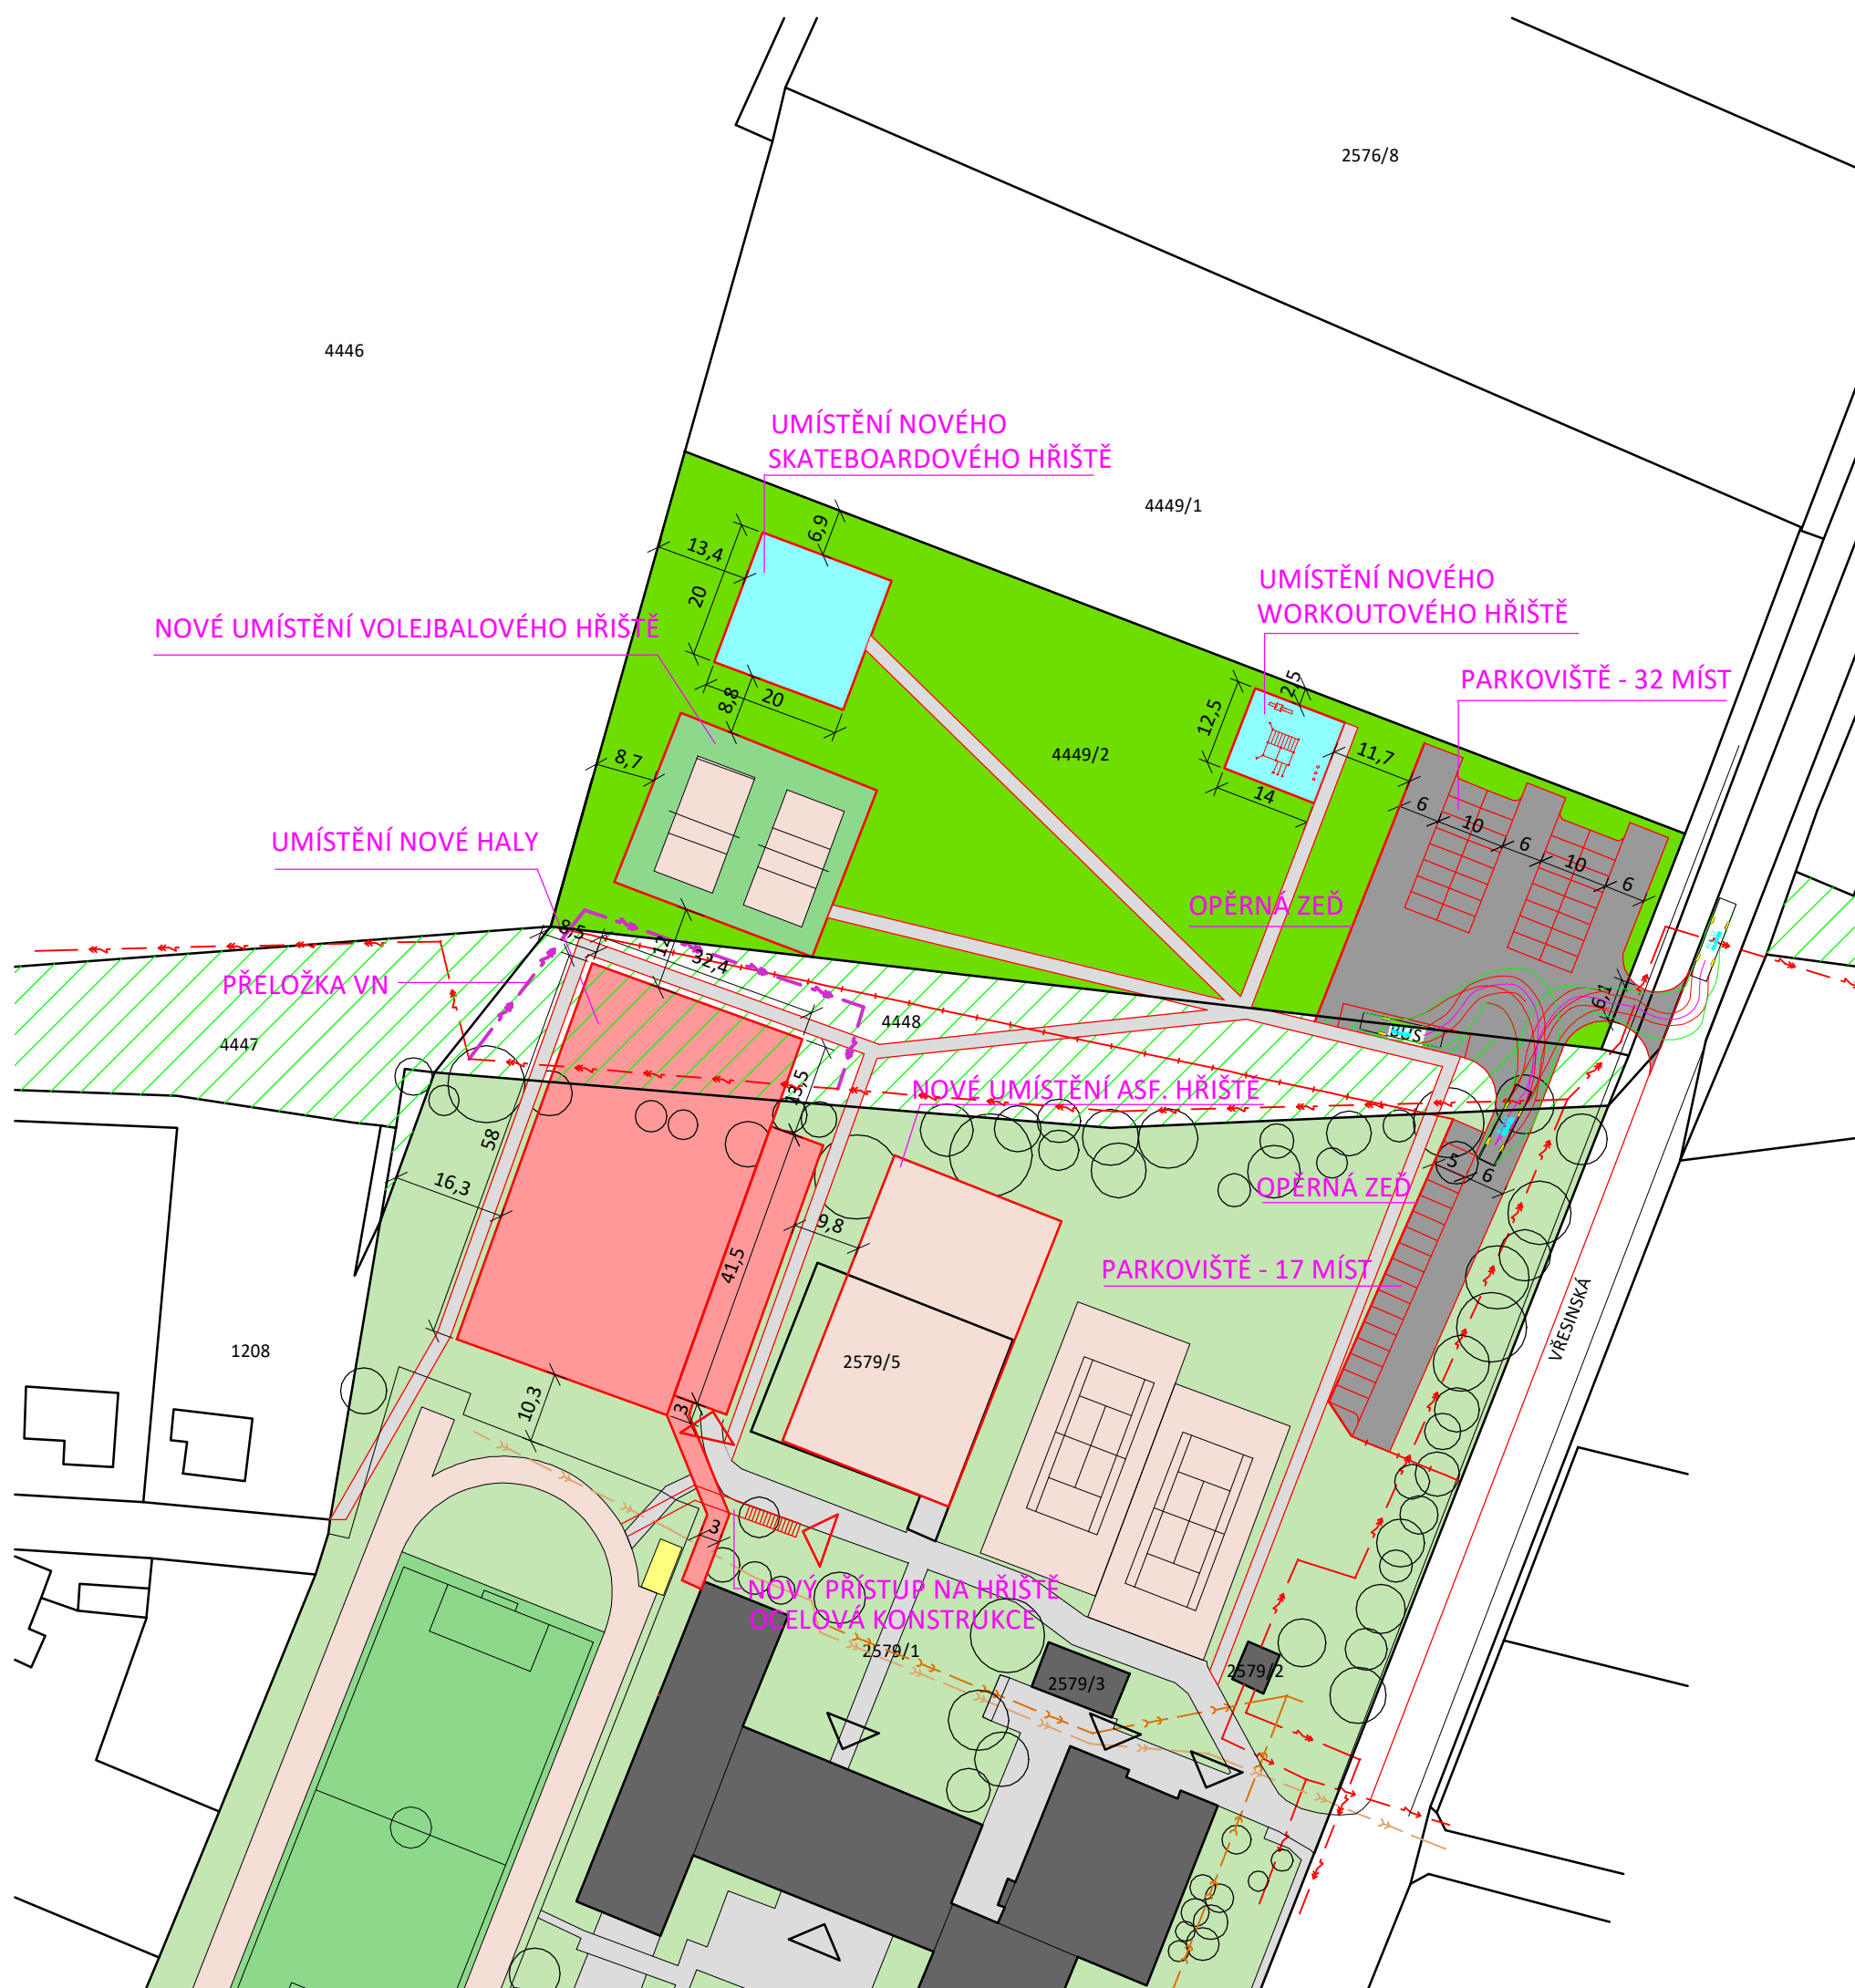 2576/8
4446
UMÍSTĚNÍ NOVÉHO
SKATEBOARDOVÉHO HŘIŠTĚ
4449/1
6,9
13,4
20
UMÍSTĚNÍ NOVÉHO
WORKOUTOVÉHO HŘIŠTĚ
NOVÉ UMÍSTĚNÍ VOLEJBALOVÉHO HŘIŠTĚ
PARKOVIŠTĚ - 32 MÍST
2,5
20
8,8
12,5
4449/2
11,7
8,7
14
6
10
6
10
6
UMÍSTĚNÍ NOVÉ HALY
OPĚRNÁ ZEĎ
8,5
12
32,4
PŘELOŽKA VN
6,1
4448
BUS
4447
13,5
NOVÉ UMÍSTĚNÍ ASF. HŘIŠTĚ
58
5
6
16,3
OPĚRNÁ ZEĎ
9,8
41,5
PARKOVIŠTĚ - 17 MÍST
VŘESINSKÁ
1208
2579/5
10,3
3
3
NOVÝ PŘÍSTUP NA HŘIŠTĚ
OCELOVÁ KONSTRUKCE
2579/1
2579/3
2579/2